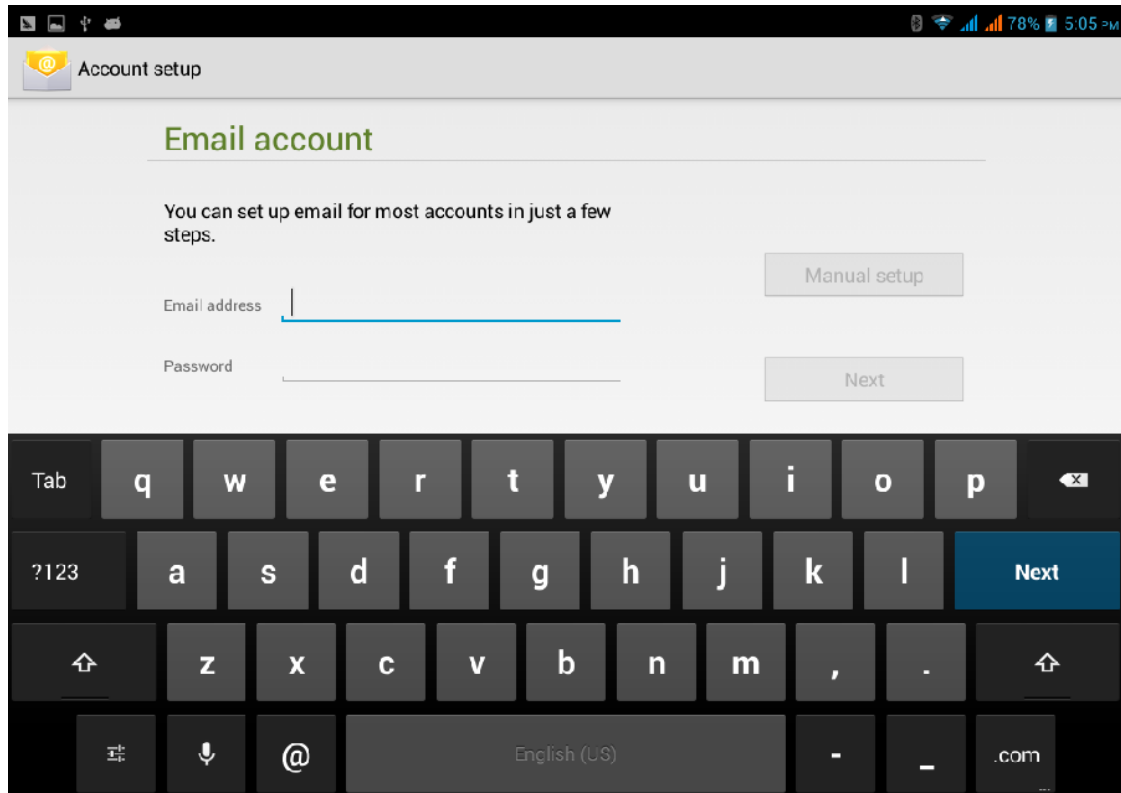 78% 5:05 PM
Account setup
Email account
You can set up email for most accounts in just a few
steps.
Manual setup
Email address
Password
Next
Tab q w e r t y u i o p
?123 a s d f g h j k l Next
z x c v b n m , .
@ English (US) - _ .com